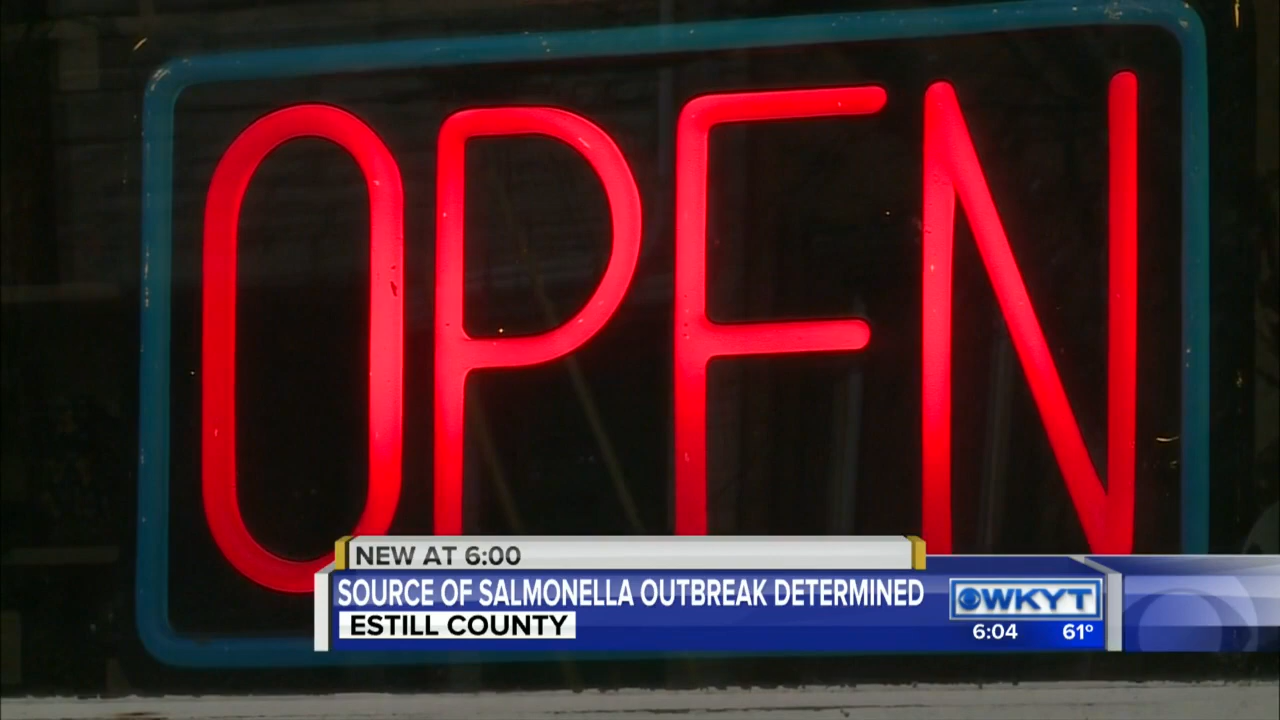 OPEN
NEW AT 6:00
SOURCE OF SALMONELLA OUTBREAK DETERMINED
ESTILL COUNTY
WKYT
6:04 61°